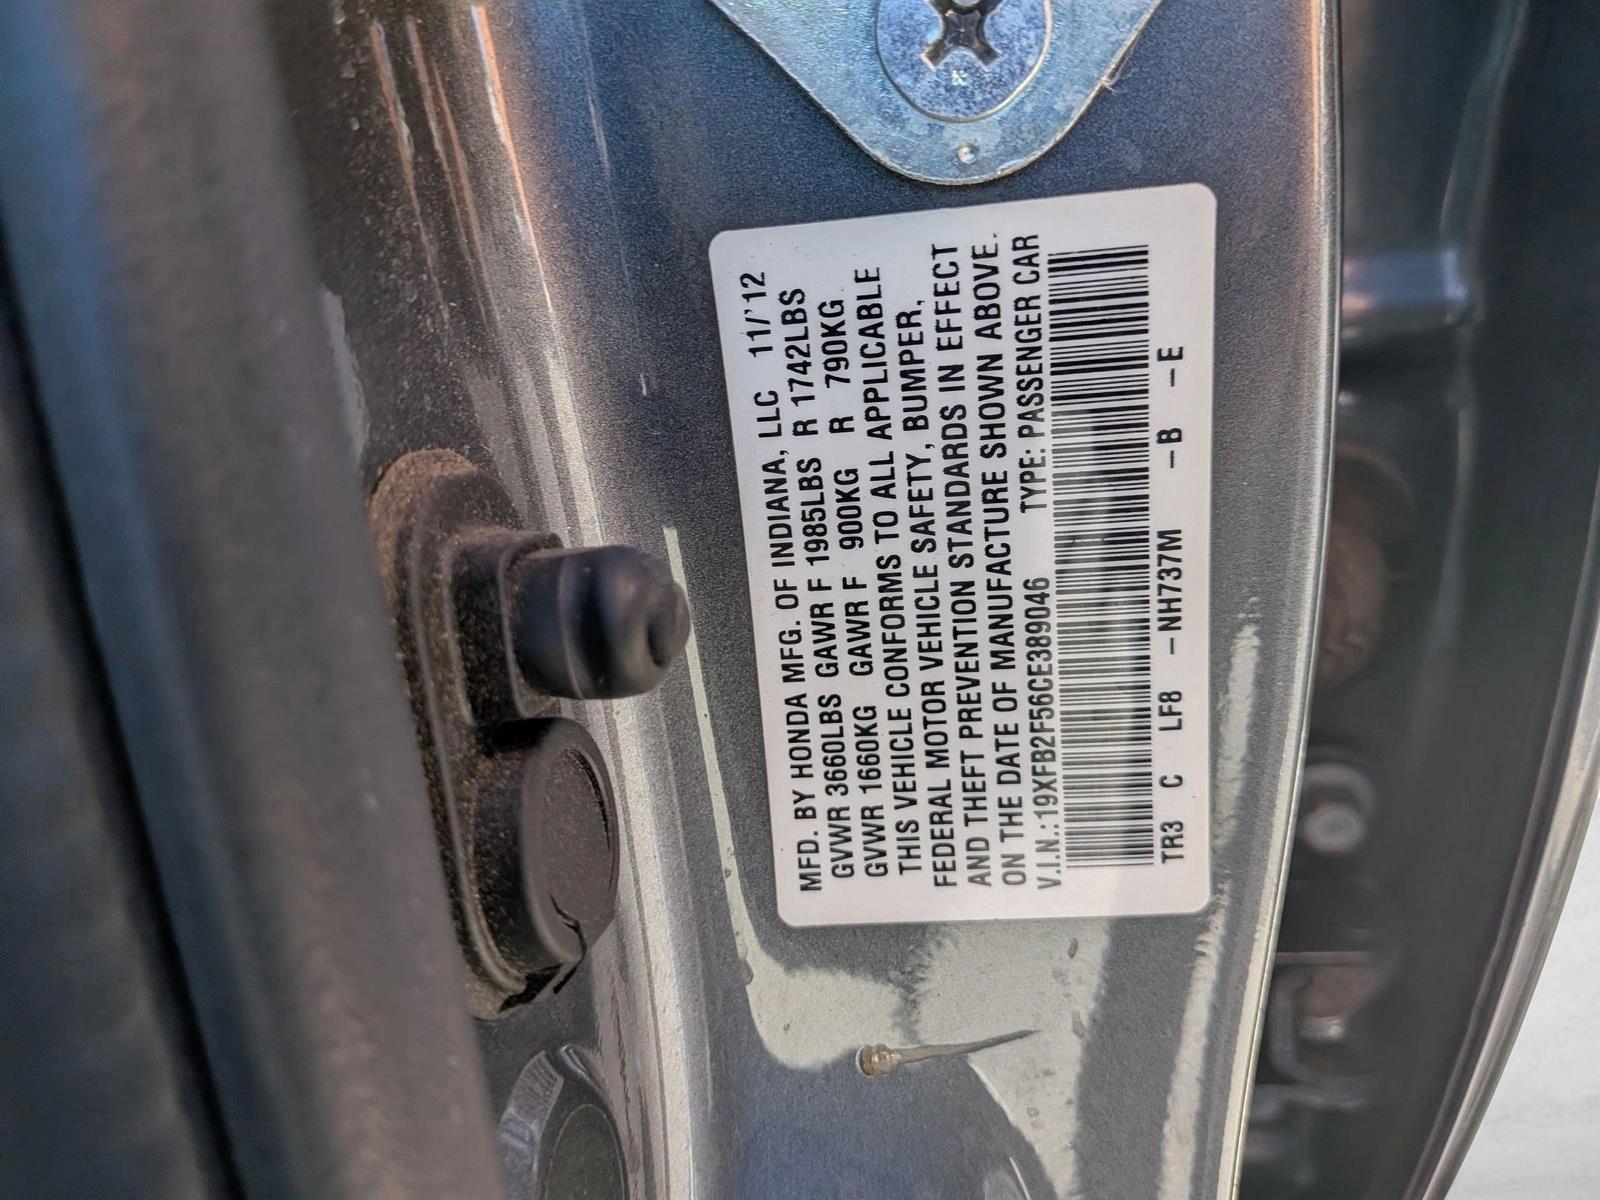 MFD. BY HONDA MFG. OF INDIANA, LLC 11/'12
GVWR 3660LBS GAWR F 1985LBS R 1742LBS
GVWR 1660KG GAWR F 900KG R 790KG
THIS VEHICLE CONFORMS TO ALL APPLICABLE
FEDERAL MOTOR VEHICLE SAFETY, BUMPER,
AND THEFT PREVENTION STANDARDS IN EFFECT
ON THE DATE OF MANUFACTURE SHOWN ABOVE.
V.I.N.:19XFB2F56CE389046 TYPE: PASSENGER CAR
TR3 C LF8 -NH737M -B -E